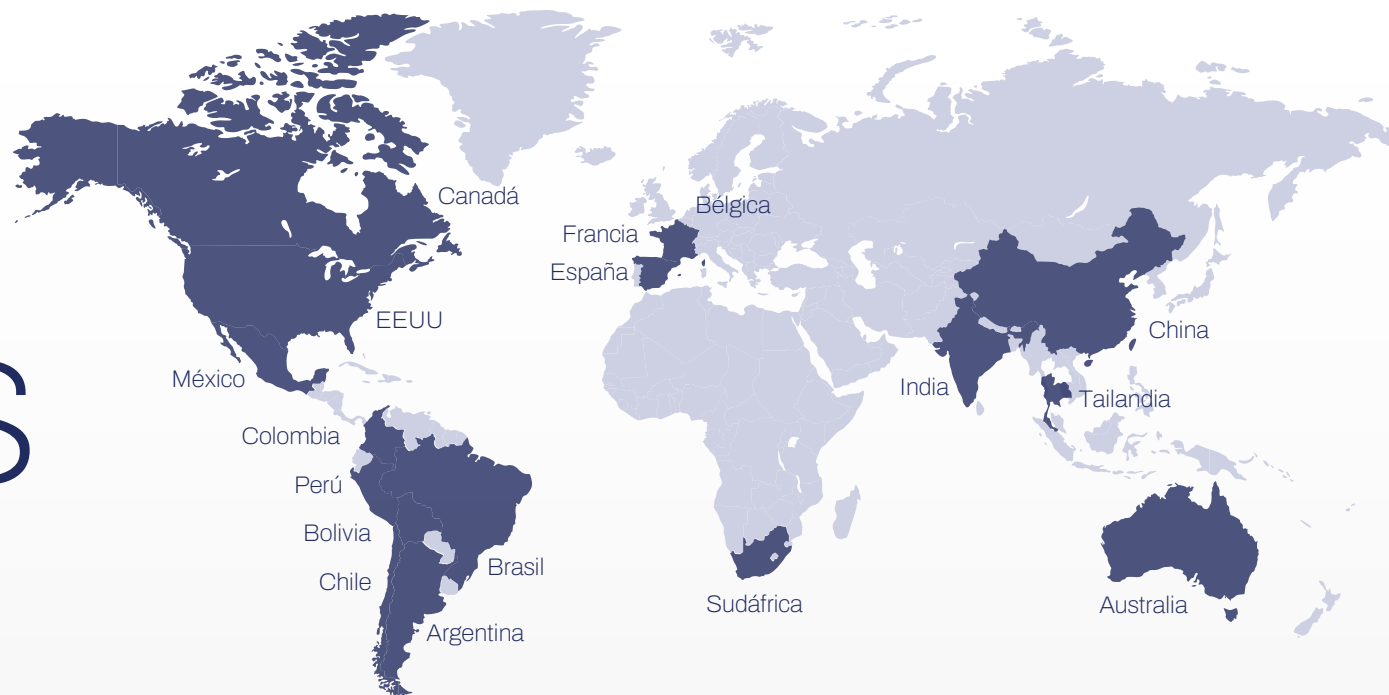 Canadá
Bélgica
Francia
España
EEUU
China
México
India
Tailandia
Colombia
Perú
Bolivia
Brasil
Chile
Sudáfrica
Australia
Argentina
S